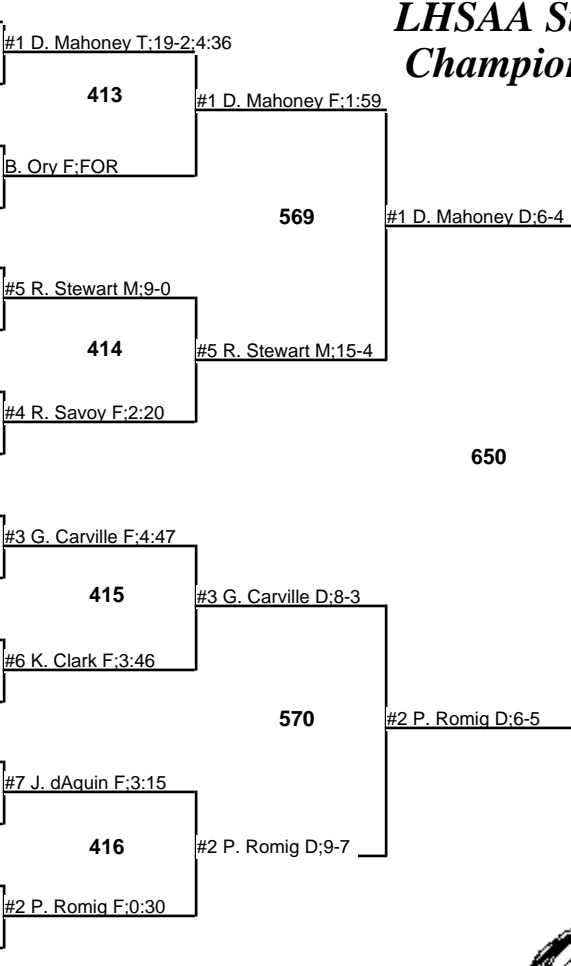 LHSAA
Champion
#1 D. Mahoney T;19-2;4:36
413
#1 D. Mahoney F;1:59
B. Ory F;FOR
569
#1 D. Mahoney D;6-4
#5 R. Stewart M;9-0
414
#5 R. Stewart M;15-4
#4 R. Savoy F;2:20
650
#3 G. Carville F;4:47
415
#3 G. Carville D;8-3
#6 K. Clark F;3:46
570
#2 P. Romig D;6-5
#7 J. dAquin F;3:15
416
#2 P. Romig D;9-7
#2 P. Romig F;0:30